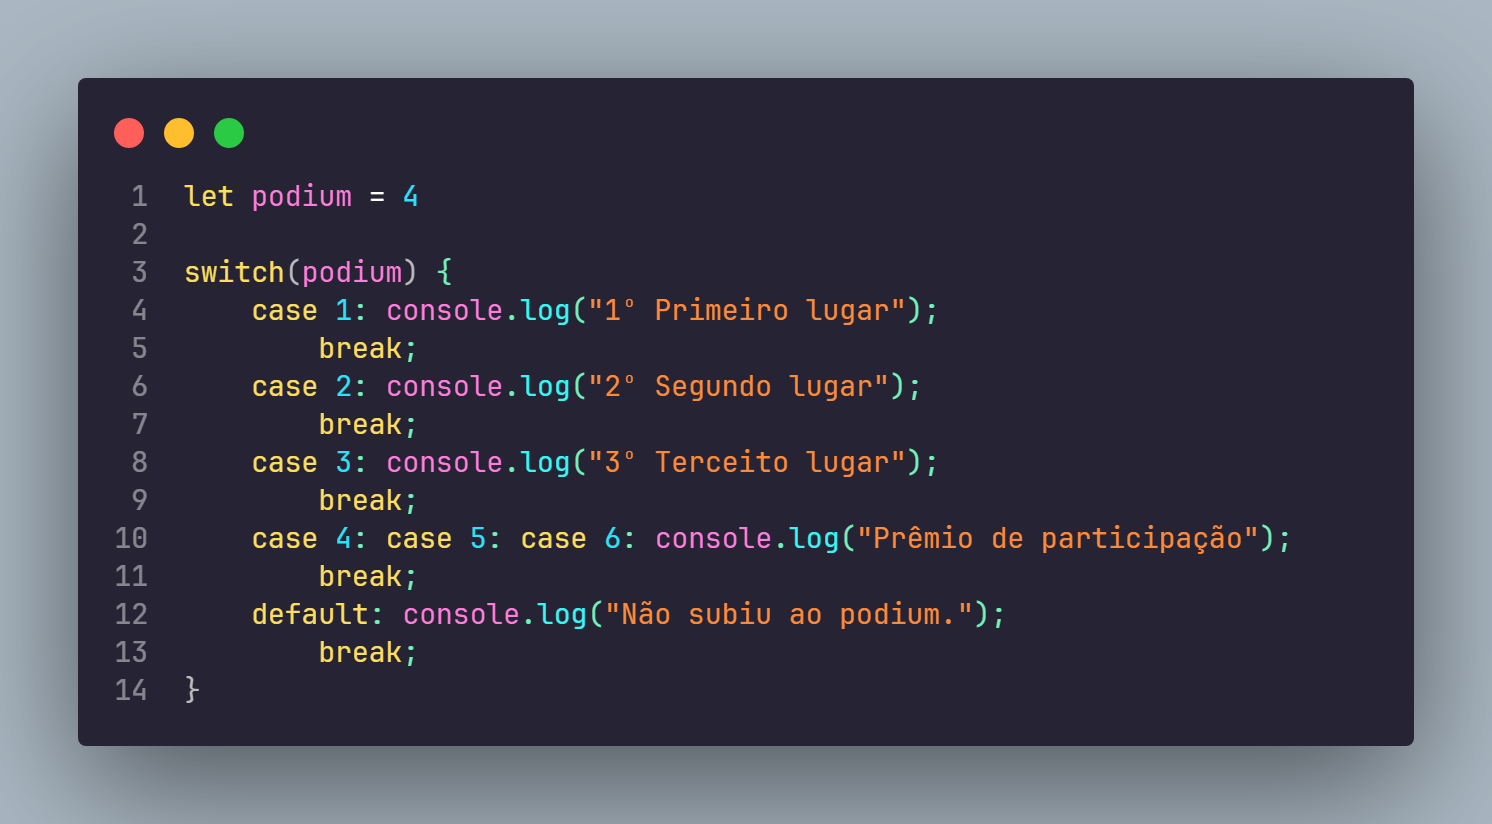 1 let podium = 4
2
3 switch(podium) {
4     case 1: console.log("1º Primeiro lugar");
5         break;
6     case 2: console.log("2º Segundo lugar");
7         break;
8     case 3: console.log("3º Terceito lugar");
9         break;
10     case 4: case 5: case 6: console.log("Prêmio de participação");
11         break;
12     default: console.log("Não subiu ao podium.");
13         break;
14 }